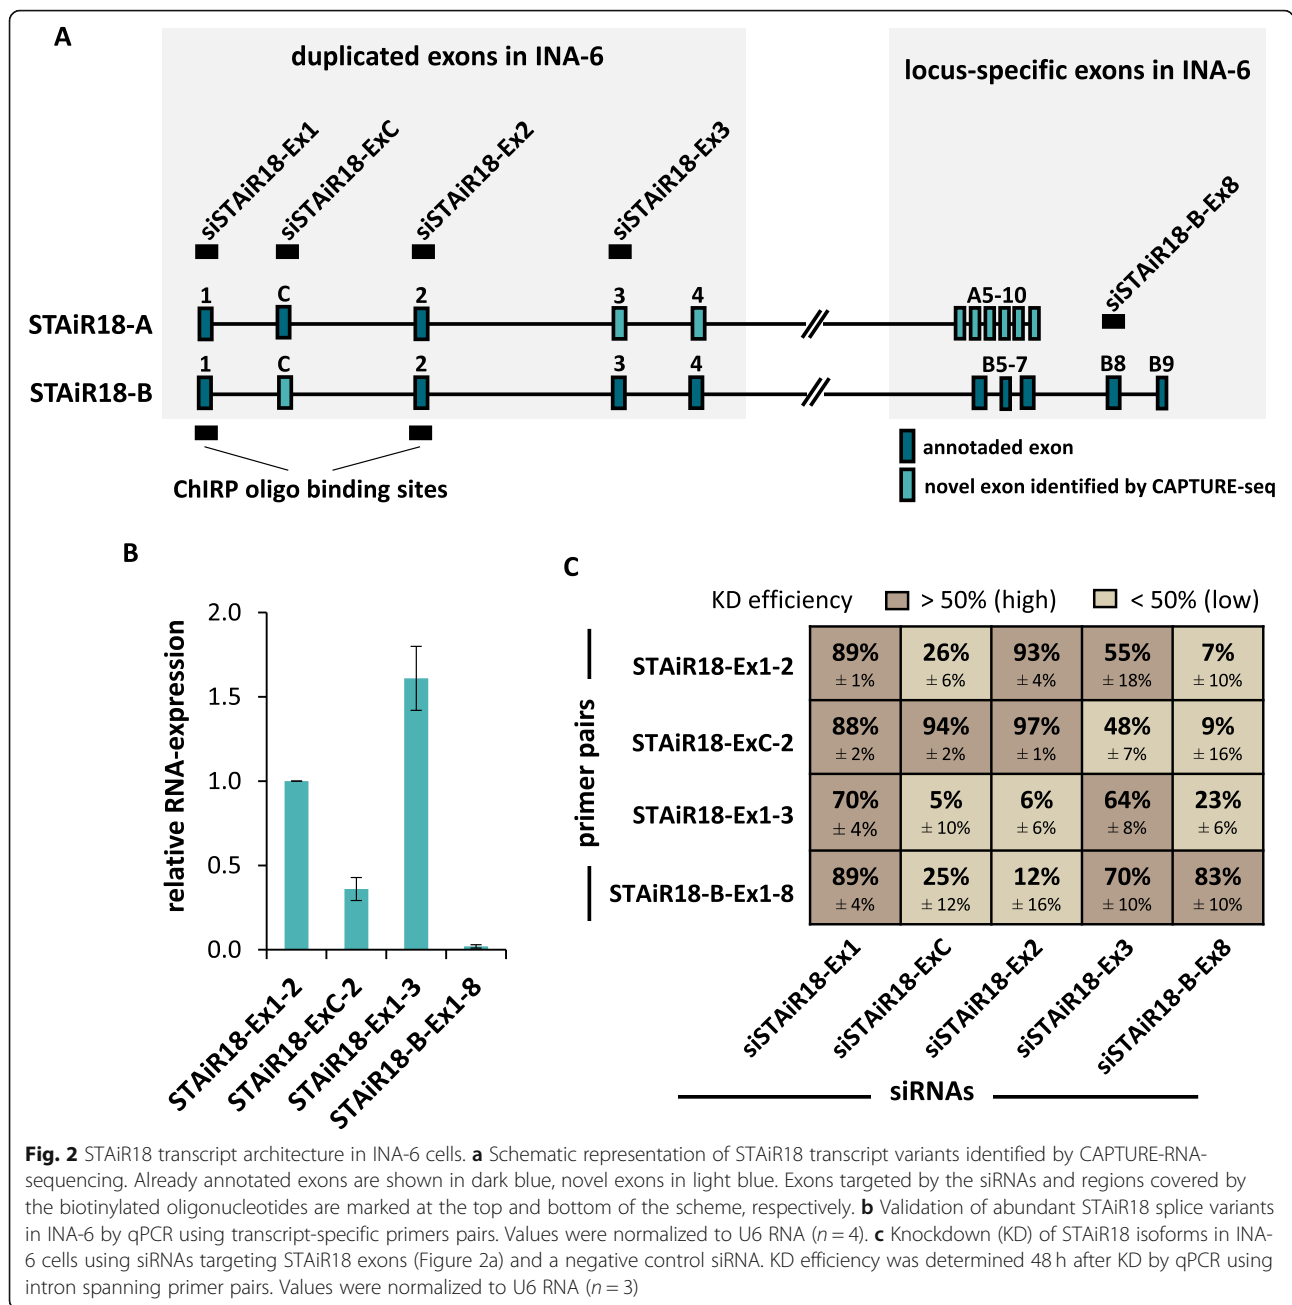 A
duplicated exons in INA-6
locus-specific exons in INA-6
siSTAiR18-Ex1
siSTAiR18-ExC
siSTAiR18-Ex2
siSTAiR18-Ex3
siSTAiR18-B-Ex8
1 C 2 3 4 A5-10
STAiR18-A
1 C 2 3 4 B5-7 B8 B9
STAiR18-B
ChIRP oligo binding sites
annotaded exon
novel exon identified by CAPTURE-seq
B
relative RNA-expression
2.0
1.5
1.0
0.5
0.0
STAiR18-Ex1-2
STAiR18-ExC-2
STAiR18-Ex1-3
STAiR18-B-Ex1-8
C
KD efficiency > 50% (high) < 50% (low)
primer pairs
STAiR18-Ex1-2 89% 26% 93% 55% 7%
± 1% ± 6% ± 4% ± 18% ± 10%
STAiR18-ExC-2 88% 94% 97% 48% 9%
± 2% ± 2% ± 1% ± 7% ± 16%
STAiR18-Ex1-3 70% 5% 6% 64% 23%
± 4% ± 10% ± 6% ± 8% ± 6%
STAiR18-B-Ex1-8 89% 25% 12% 70% 83%
± 4% ± 12% ± 16% ± 10% ± 10%
siSTAiR18-Ex1
siSTAiR18-ExC
siSTAiR18-Ex2
siSTAiR18-Ex3
siSTAiR18-B-Ex8
siRNAs
Fig. 2 STAiR18 transcript architecture in INA-6 cells. a Schematic representation of STAiR18 transcript variants identified by CAPTURE-RNA-
sequencing. Already annotated exons are shown in dark blue, novel exons in light blue. Exons targeted by the siRNAs and regions covered by
the biotinylated oligonucleotides are marked at the top and bottom of the scheme, respectively. b Validation of abundant STAiR18 splice variants
in INA-6 by qPCR using transcript-specific primers pairs. Values were normalized to U6 RNA (n = 4). c Knockdown (KD) of STAiR18 isoforms in INA-
6 cells using siRNAs targeting STAiR18 exons (Figure 2a) and a negative control siRNA. KD efficiency was determined 48 h after KD by qPCR using
intron spanning primer pairs. Values were normalized to U6 RNA (n = 3)